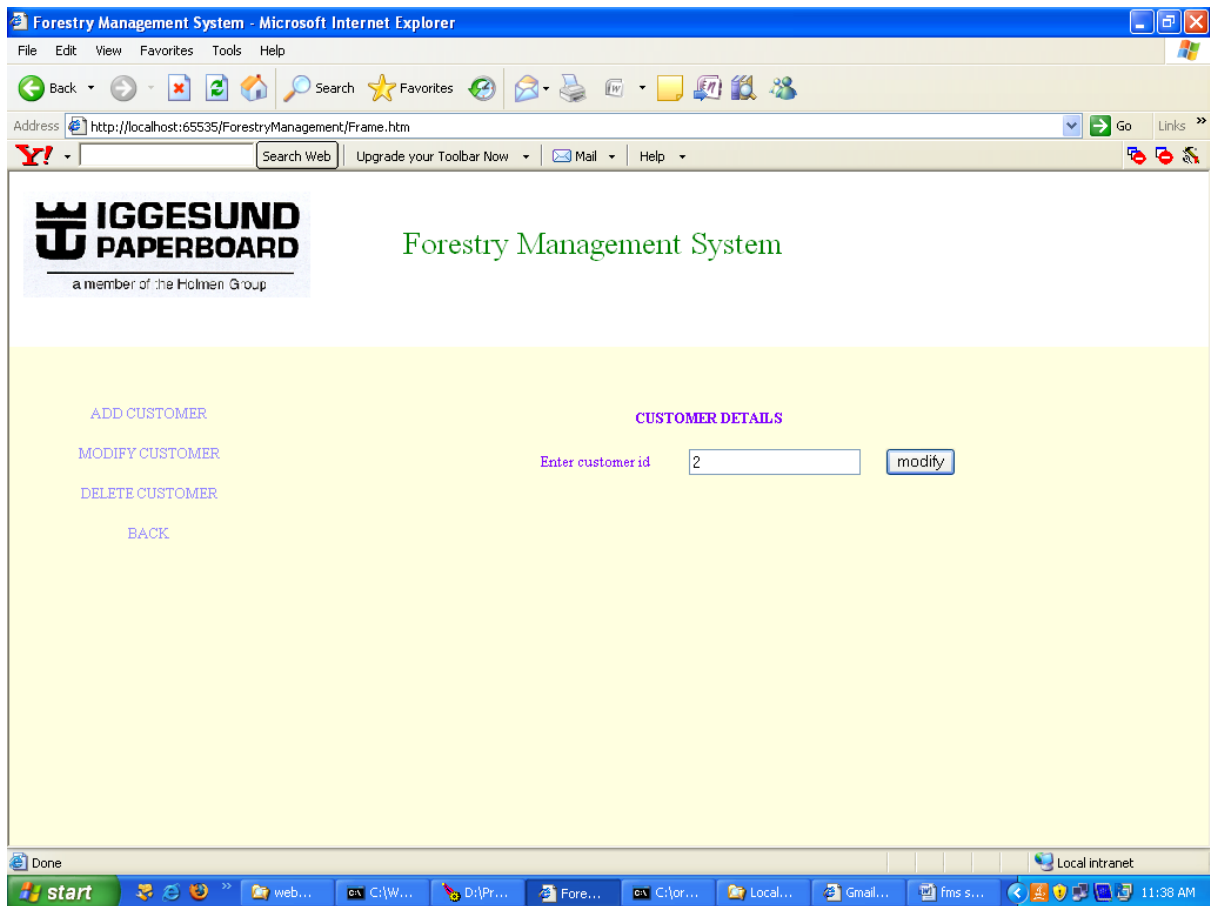 Forestry Management System - Microsoft Internet Explorer
File Edit View Favorites Tools Help
Back Search Favorites
Address http://localhost:65535/ForestryManagement/Frame.htm Go Links »
Y! Search Web Upgrade your Toolbar Now Mail Help
IGGESUND
PAPERBOARD
a member of the Holmen Group
Forestry Management System
ADD CUSTOMER
MODIFY CUSTOMER
DELETE CUSTOMER
BACK
CUSTOMER DETAILS
Enter customer id 2 modify
Done Local intranet
start » web... C:\W... D:\Pr... Fore... C:\or... Local... Gmail... fms s... 11:38 AM